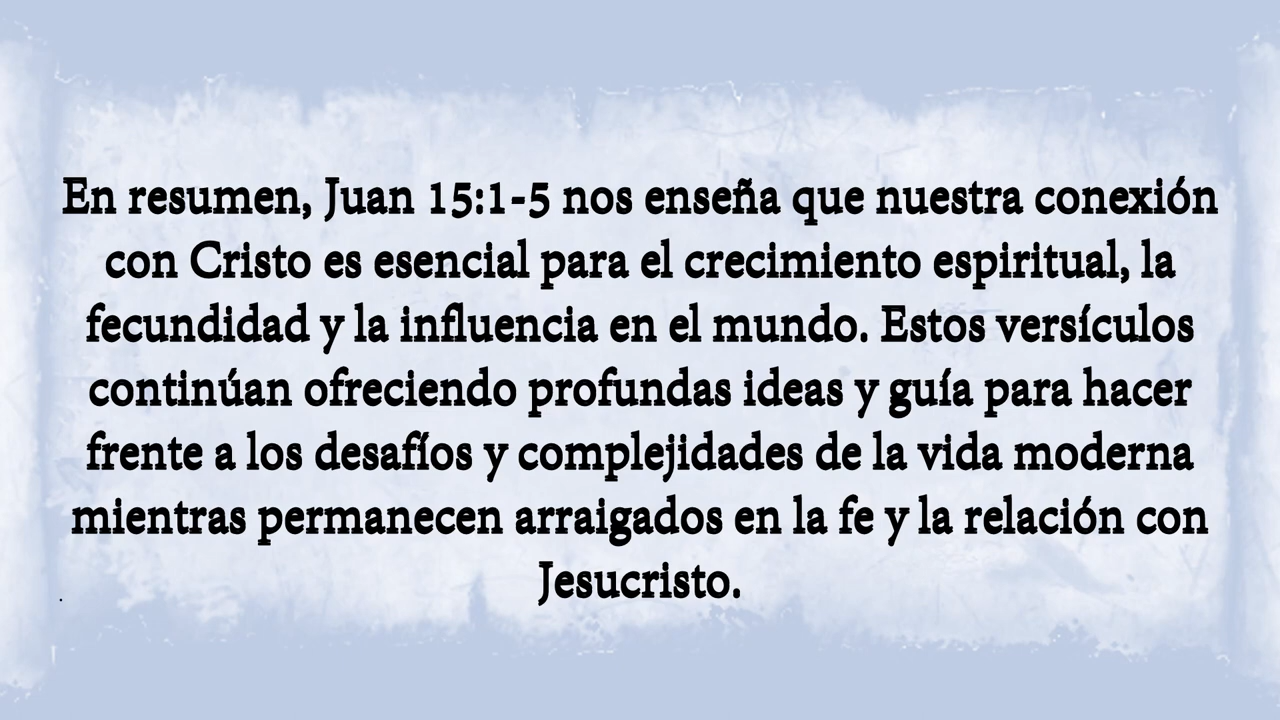 En resumen, Juan 15:1-5 nos enseña que nuestra conexión
con Cristo es esencial para el crecimiento espiritual, la
fecundidad y la influencia en el mundo. Estos versículos
continúan ofreciendo profundas ideas y guía para hacer
frente a los desafíos y complejidades de la vida moderna
mientras permanecen arraigados en la fe y la relación con
Jesucristo.
.